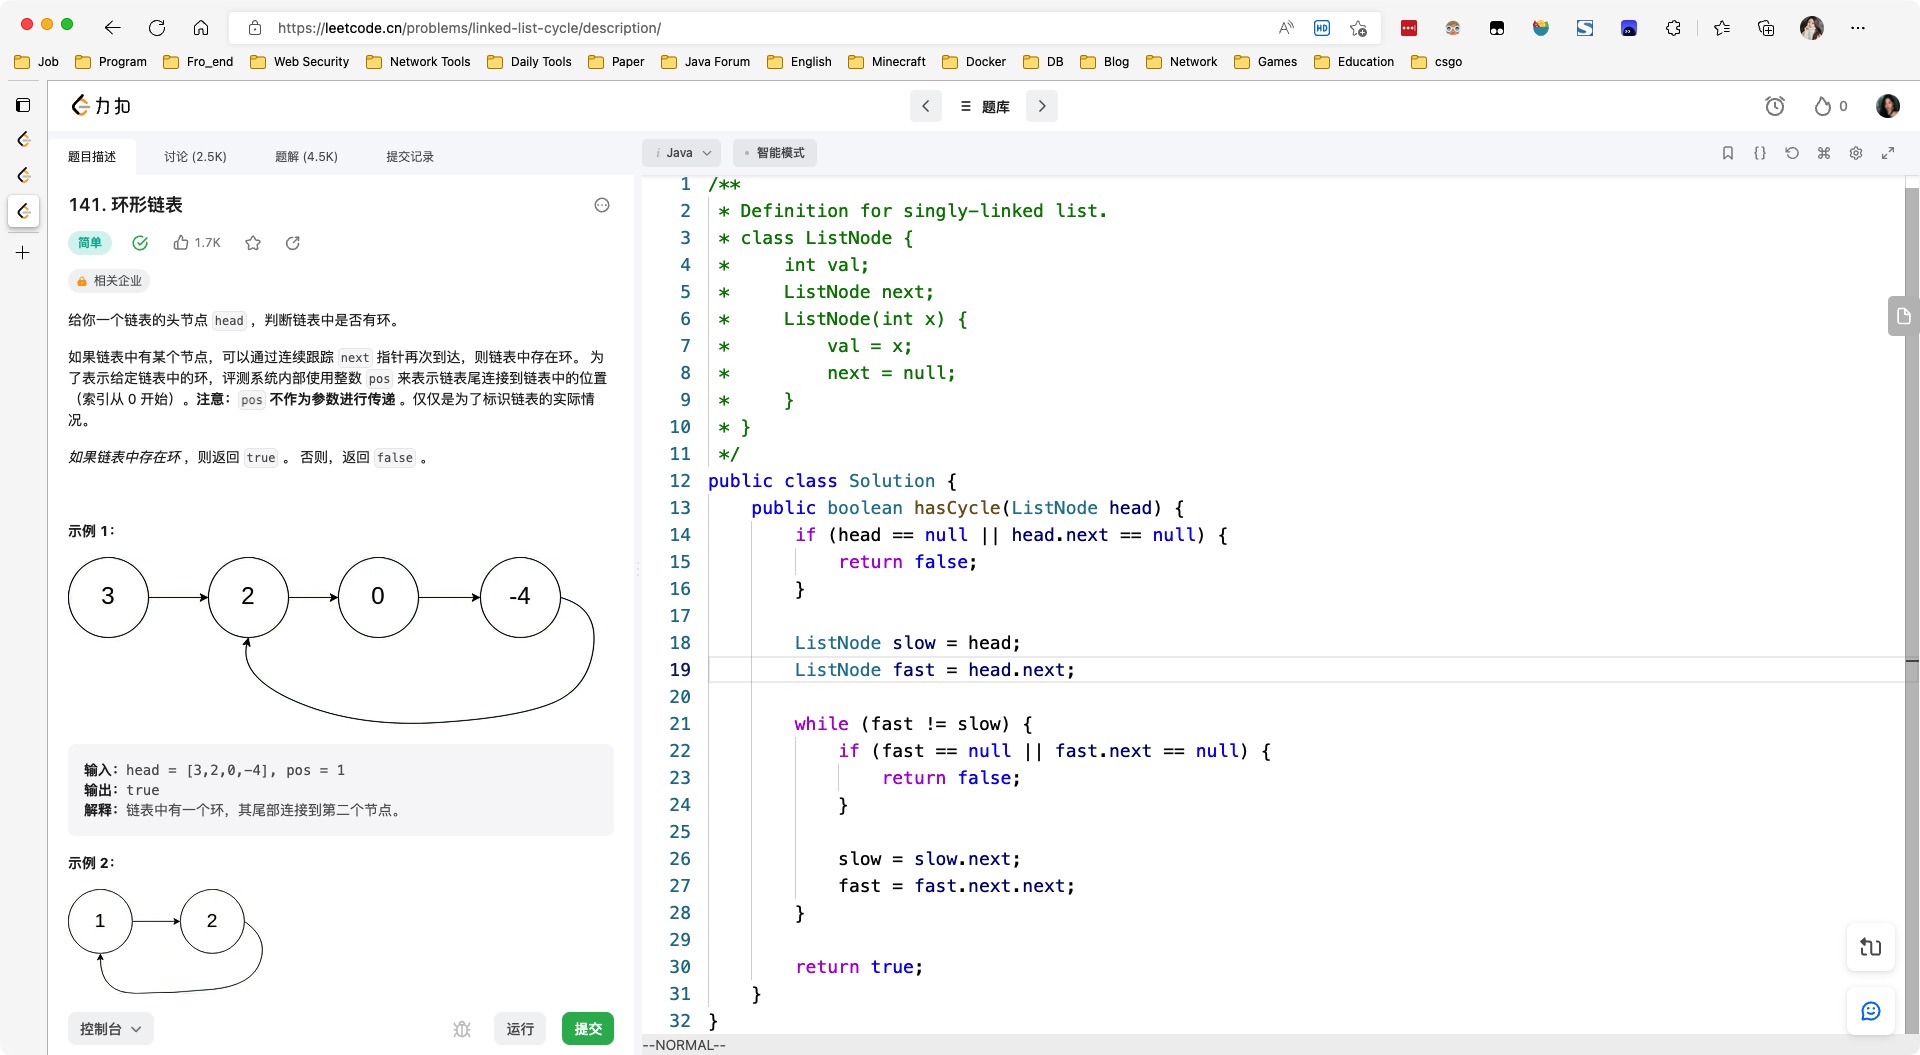 https://leetcode.cn/problems/linked-list-cycle/description/
HD
Job Program Fro_end Web Security Network Tools Daily Tools Paper Java Forum English Minecraft Docker DB Blog Network Games Education csgo
力扣
题库
0
题目描述 讨论 (2.5K) 题解 (4.5K) 提交记录
141. 环形链表
简单 1.7K
相关企业
给你一个链表的头节点 head ，判断链表中是否有环。
如果链表中有某个节点，可以通过连续跟踪 next 指针再次到达，则链表中存在环。 为
了表示给定链表中的环，评测系统内部使用整数 pos 来表示链表尾连接到链表中的位置
（索引从 0 开始）。注意：pos 不作为参数进行传递 。仅仅是为了标识链表的实际情
况。
如果链表中存在环 ，则返回 true 。 否则，返回 false 。
示例 1：
3 2 0 -4
输入：head = [3,2,0,-4], pos = 1
输出：true
解释：链表中有一个环，其尾部连接到第二个节点。
示例 2：
1 2
控制台 运行 提交
i Java 智能模式
1 /**
2 * Definition for singly-linked list.
3 * class ListNode {
4 *     int val;
5 *     ListNode next;
6 *     ListNode(int x) {
7 *         val = x;
8 *         next = null;
9 *     }
10 * }
11 */
12 public class Solution {
13     public boolean hasCycle(ListNode head) {
14         if (head == null || head.next == null) {
15             return false;
16         }
17
18         ListNode slow = head;
19         ListNode fast = head.next;
20
21         while (fast != slow) {
22             if (fast == null || fast.next == null) {
23                 return false;
24             }
25
26             slow = slow.next;
27             fast = fast.next.next;
28         }
29
30         return true;
31     }
32 }
--NORMAL--